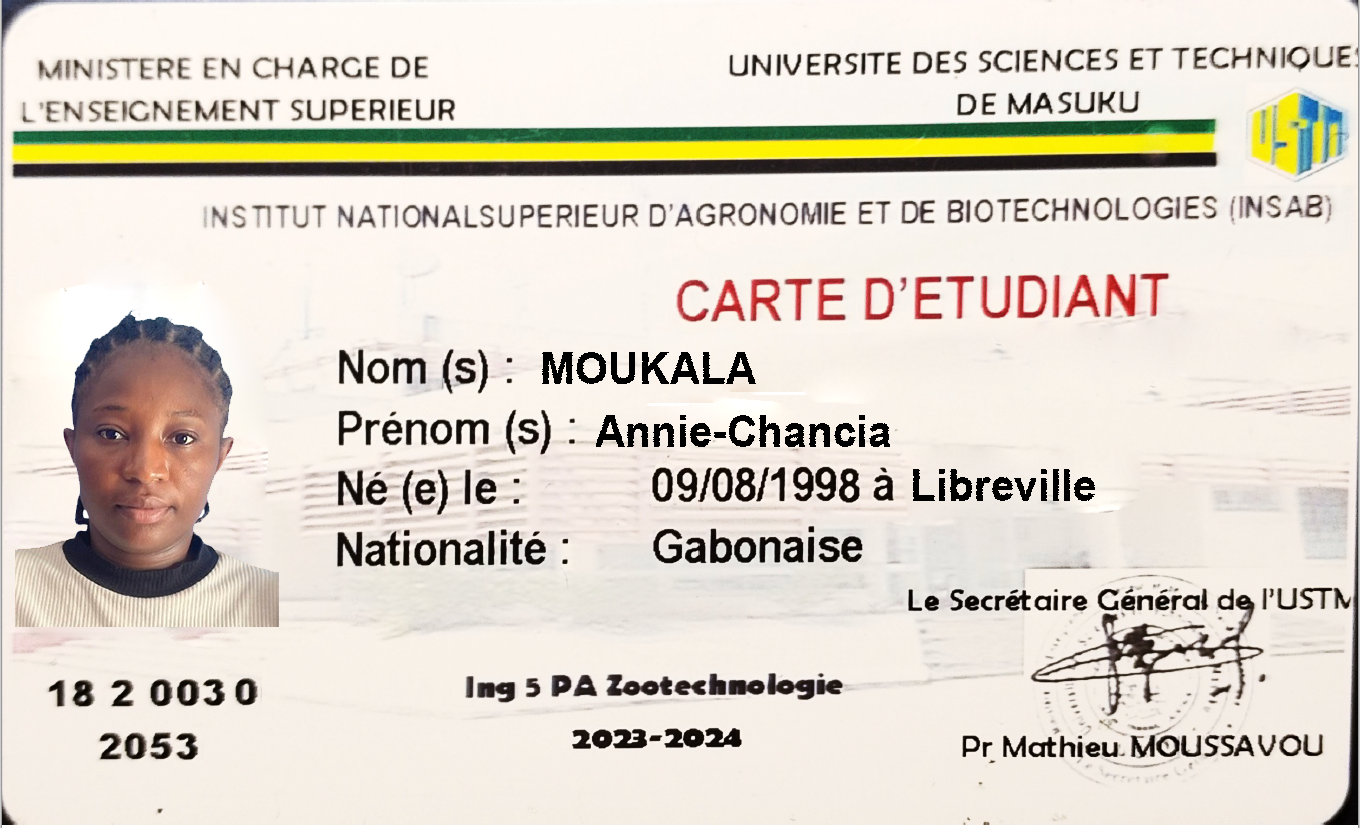 MINISTERE EN CHARGE DE
L'ENSEIGNEMENT SUPERIEUR
UNIVERSITE DES SCIENCES ET TECHNIQUES
DE MASUKU
USTM
INSTITUT NATIONALSUPERIEUR D'AGRONOMIE ET DE BIOTECHNOLOGIES (INSAB)
CARTE D'ETUDIANT
Nom (s) : MOUKALA
Prénom (s) : Annie-Chancia
Né (e) le : 09/08/1998 à Libreville
Nationalité : Gabonaise
Le Secrétaire Général de l'USTM
18 2 0030
2053
Ing 5 PA Zootechnologie
2023-2024
Pr Mathieu MOUSSAVOU